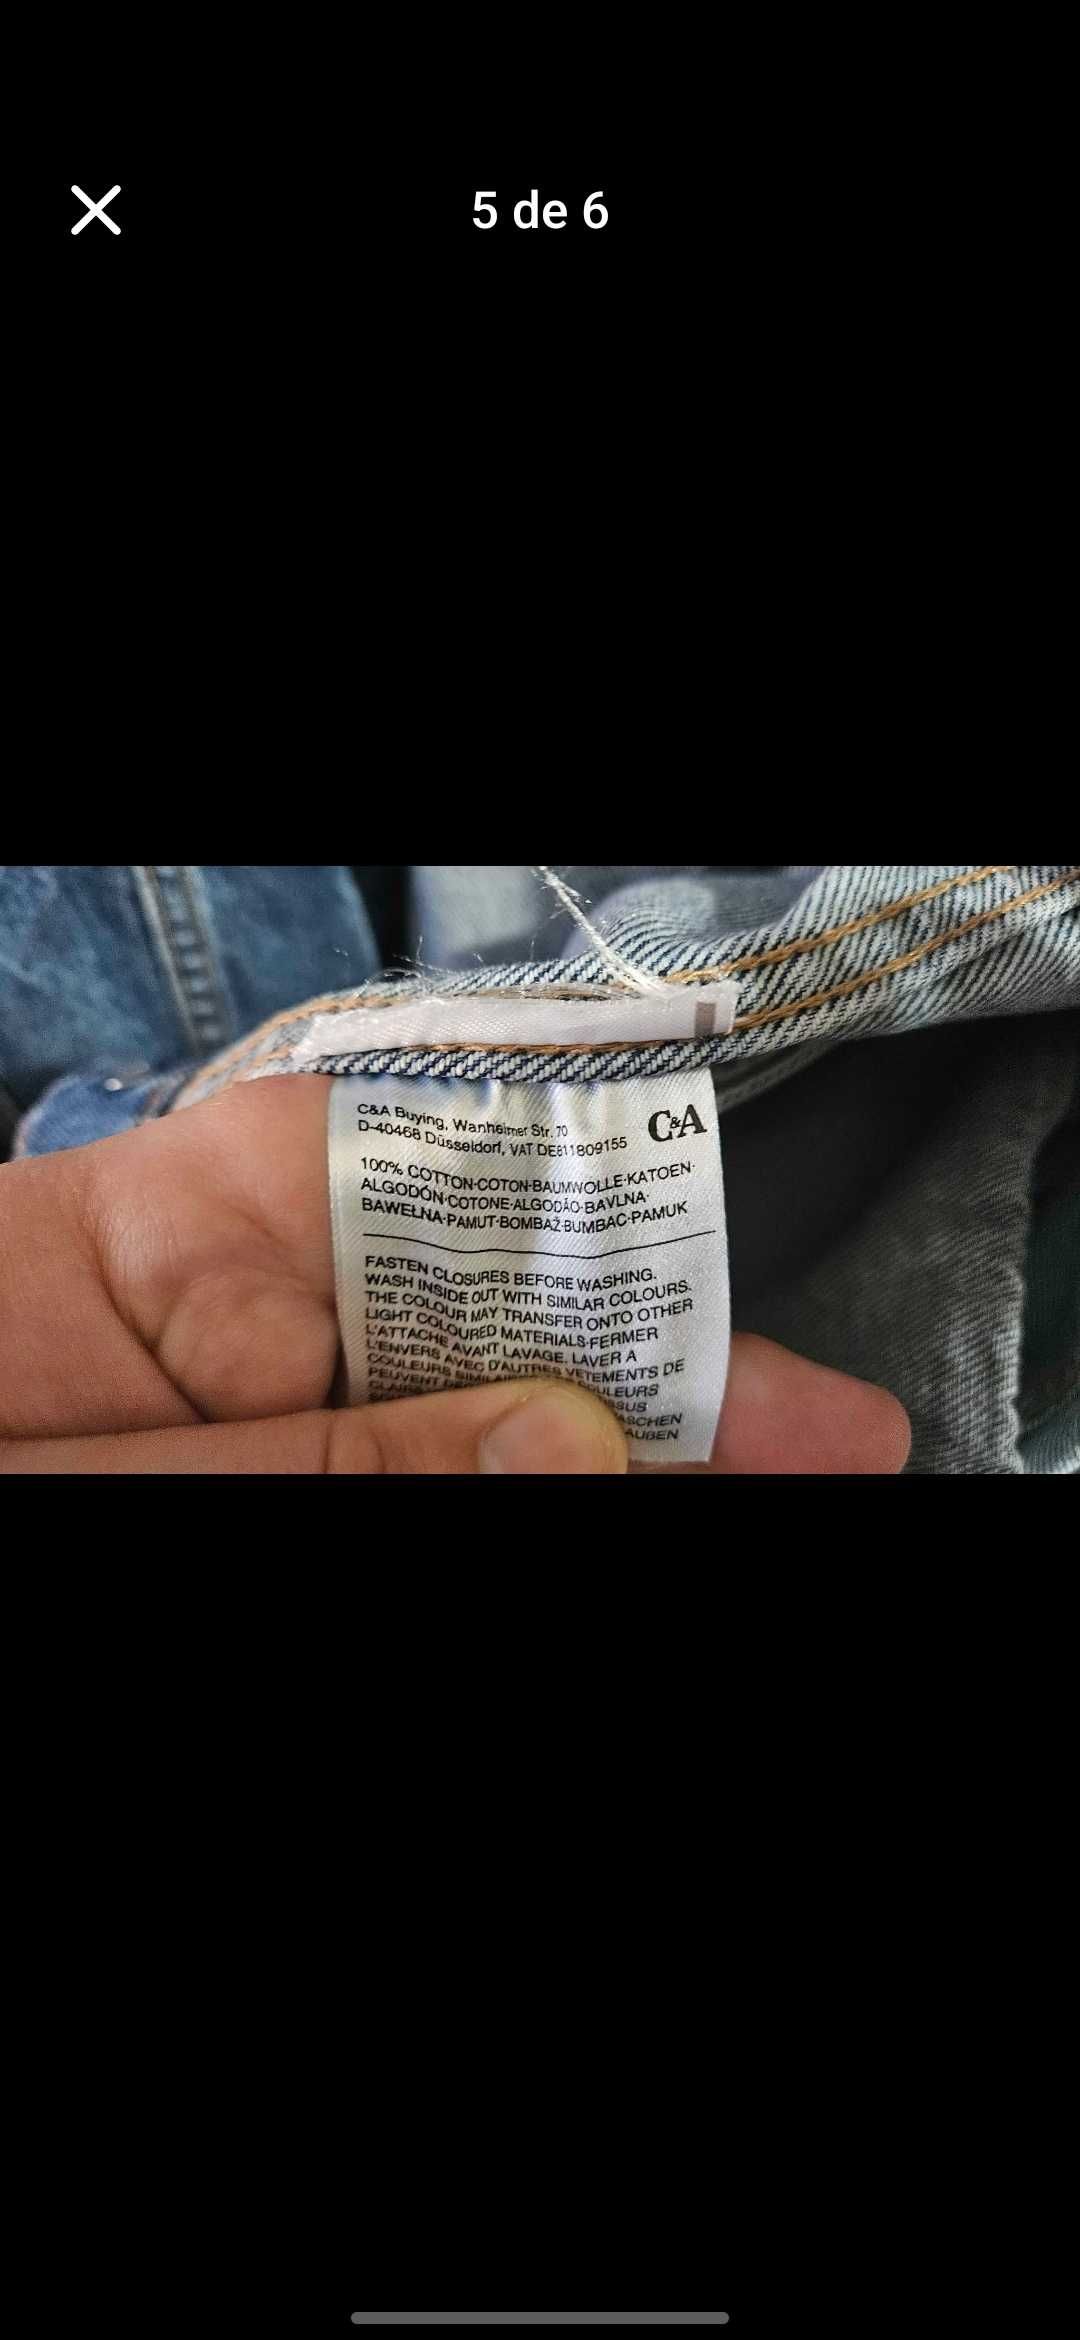 5 de 6
C&A Buying, Wanheimer Str. 70
D-40468 Düsseldorf, VAT DE811809155
C&A
100% COTTON·COTON·BAUMWOLLE·KATOEN·
ALGODÓN·COTONE·ALGODÃO·BAVLNA·
BAWEŁNA·PAMUT·BOMBAŽ·BUMBAC·PAMUK
FASTEN CLOSURES BEFORE WASHING.
WASH INSIDE OUT WITH SIMILAR COLOURS.
THE COLOUR MAY TRANSFER ONTO OTHER
LIGHT COLOURED MATERIALS·FERMER
L'ATTACHE AVANT LAVAGE. LAVER A
L'ENVERS AVEC D'AUTRES VETEMENTS DE
COULEURS
PEUVENT